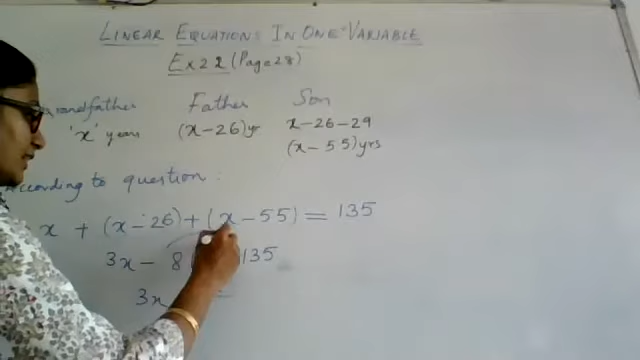 LINEAR EQUATIONS IN ONE VARIABLE
Ex 2.2 (Page 28)
Grandfather Father Son
'x' years (x-26)yr x-26-29
(x-55)yrs
According to question :
x + (x-26)+(x-55) = 135
3x - 8 135
3x =